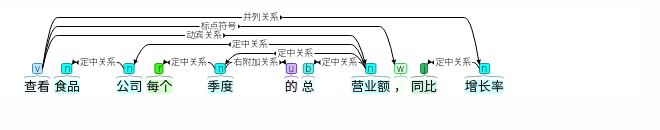 并列关系
标点符号
动宾关系
定中关系
定中关系
定中关系 定中关系 右附加关系 定中关系 定中关系
v n n r n u b n w j n
查看 食品 公司 每个 季度 的 总 营业额 ， 同比 增长率